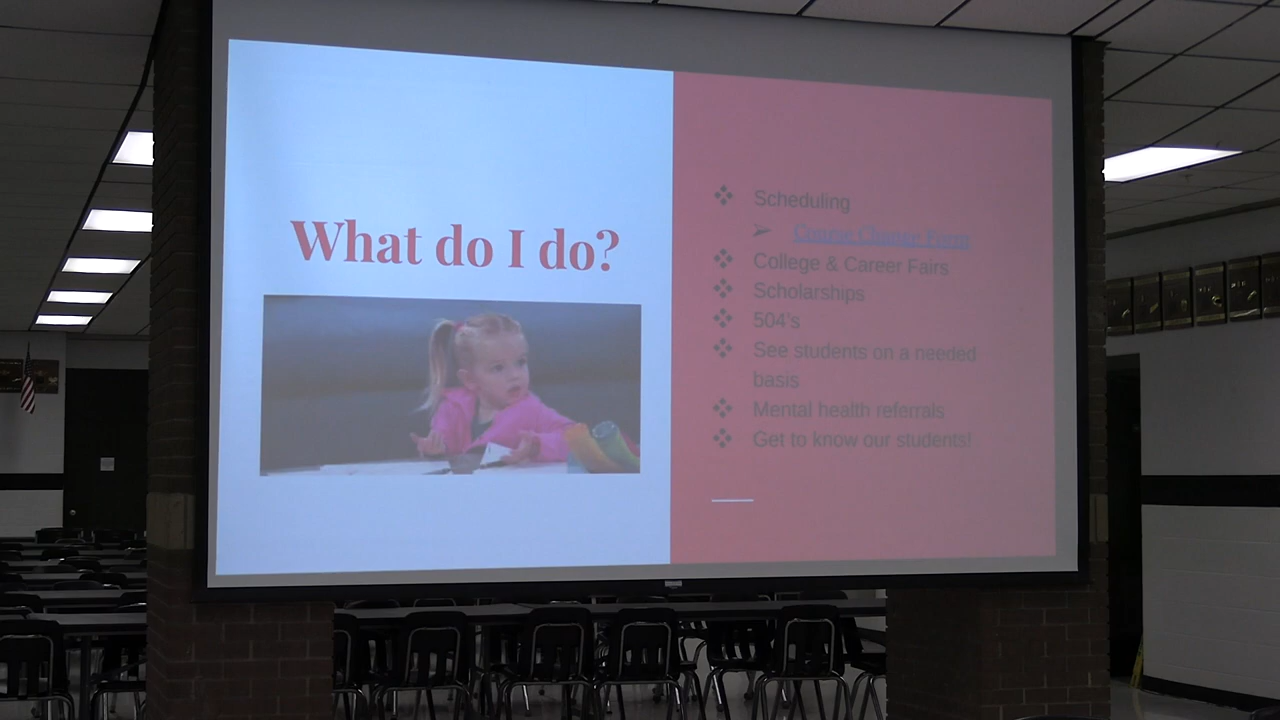 What do I do?
Scheduling
Course Change Form
College & Career Fairs
Scholarships
504's
See students on a needed
basis
Mental health referrals
Get to know our students!